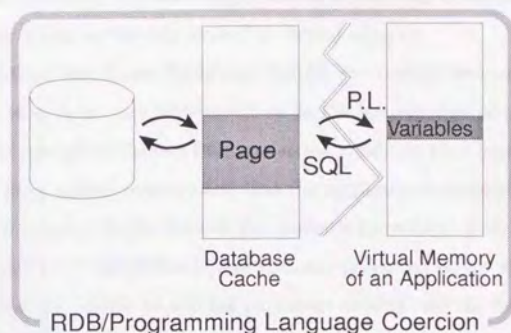 P.L.
Variables
Page
SQL
Database
Cache
Virtual Memory
of an Application
RDB/Programming Language Coercion